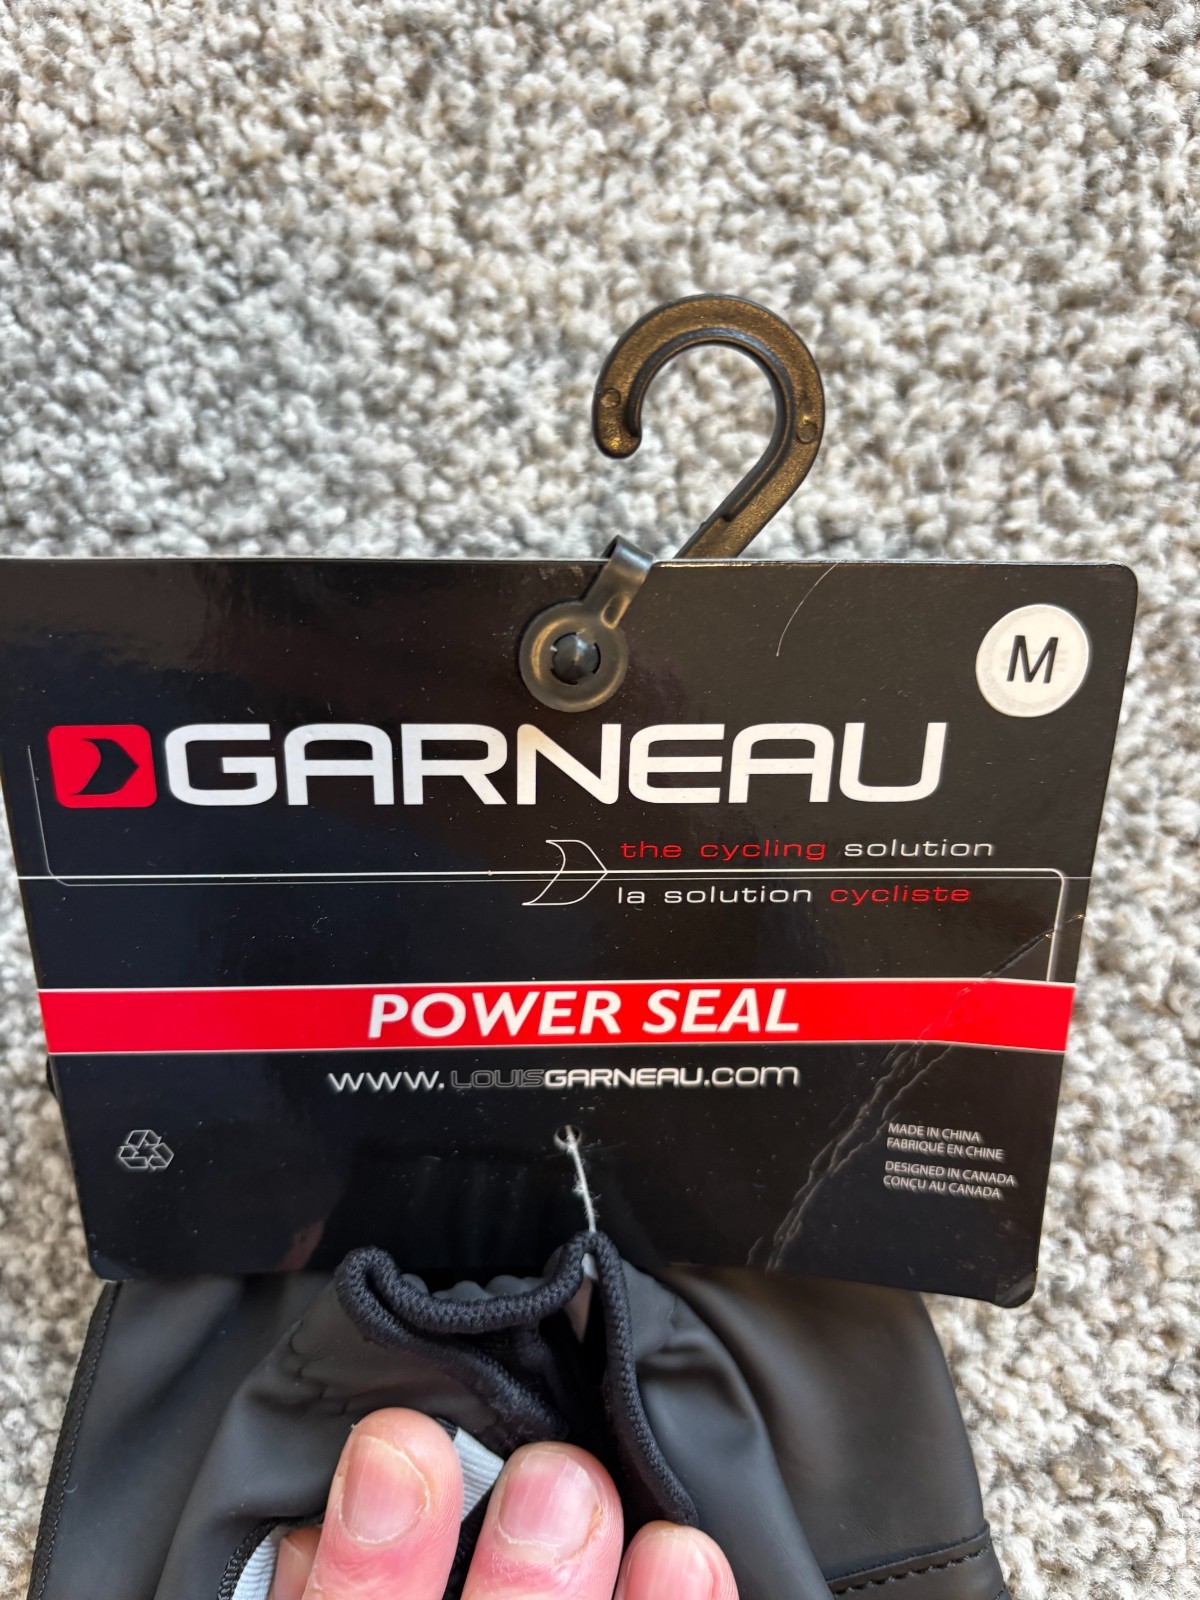 M
GARNEAU
the cycling solution
la solution cycliste
POWER SEAL
www.LOUISGARNEAU.com
MADE IN CHINA
FABRIQUÉ EN CHINE
DESIGNED IN CANADA
CONÇU AU CANADA